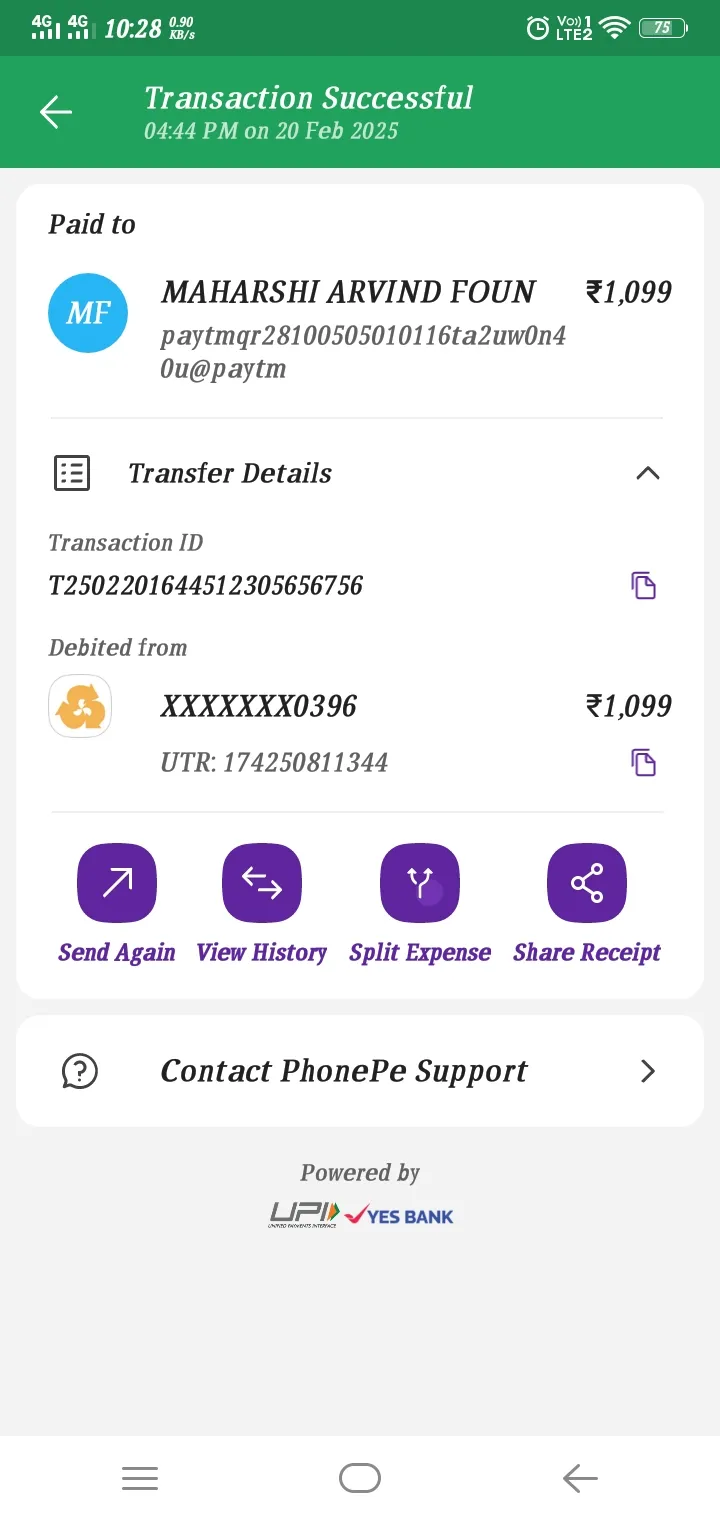 4G 4G 10:28 0.90 KB/s Vo) 1 LTE2 75
Transaction Successful
04:44 PM on 20 Feb 2025
Paid to
MF
MAHARSHI ARVIND FOUN ₹1,099
paytmqr28100505010116ta2uw0n4
0u@paytm
Transfer Details
Transaction ID
T2502201644512305656756
Debited from
XXXXXXX0396 ₹1,099
UTR: 174250811344
Send Again View History Split Expense Share Receipt
Contact PhonePe Support
Powered by
UPI YES BANK
UNIFIED PAYMENTS INTERFACE